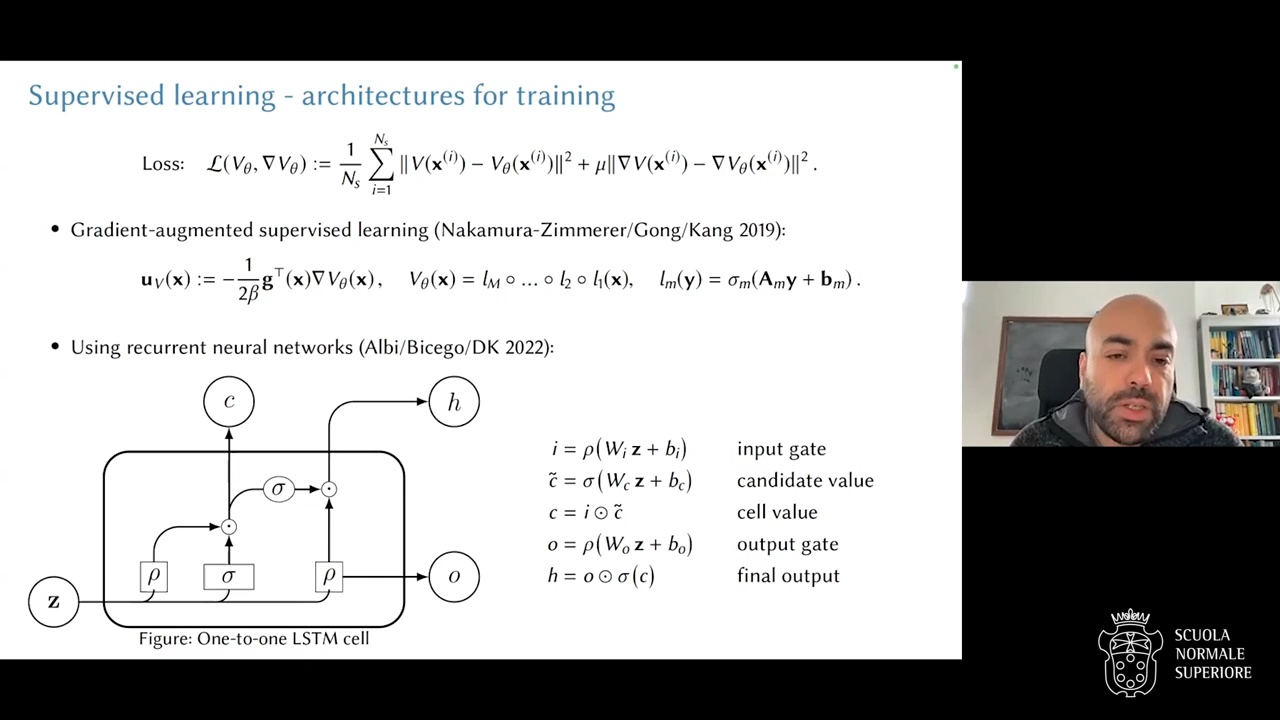 Supervised learning - architectures for training
Loss: ℒ(V_θ, ∇V_θ) := 1/N_s ∑_{i=1}^{N_s} ‖V(x^{(i)}) − V_θ(x^{(i)})‖² + μ‖∇V(x^{(i)}) − ∇V_θ(x^{(i)})‖² .
• Gradient-augmented supervised learning (Nakamura-Zimmerer/Gong/Kang 2019):
u_V(x) := −1/2β g^⊤(x)∇V_θ(x) , V_θ(x) = l_M ∘ … ∘ l_2 ∘ l_1(x), l_m(y) = σ_m(A_m y + b_m) .
• Using recurrent neural networks (Albi/Bicego/DK 2022):
c
h
i = ρ(W_i z + b_i) input gate
c̃ = σ(W_c z + b_c) candidate value
σ
c = i ⊙ c̃ cell value
o = ρ(W_o z + b_o) output gate
ρ σ ρ o
h = o ⊙ σ(c) final output
z
Figure: One-to-one LSTM cell
SCUOLA
NORMALE
SUPERIORE